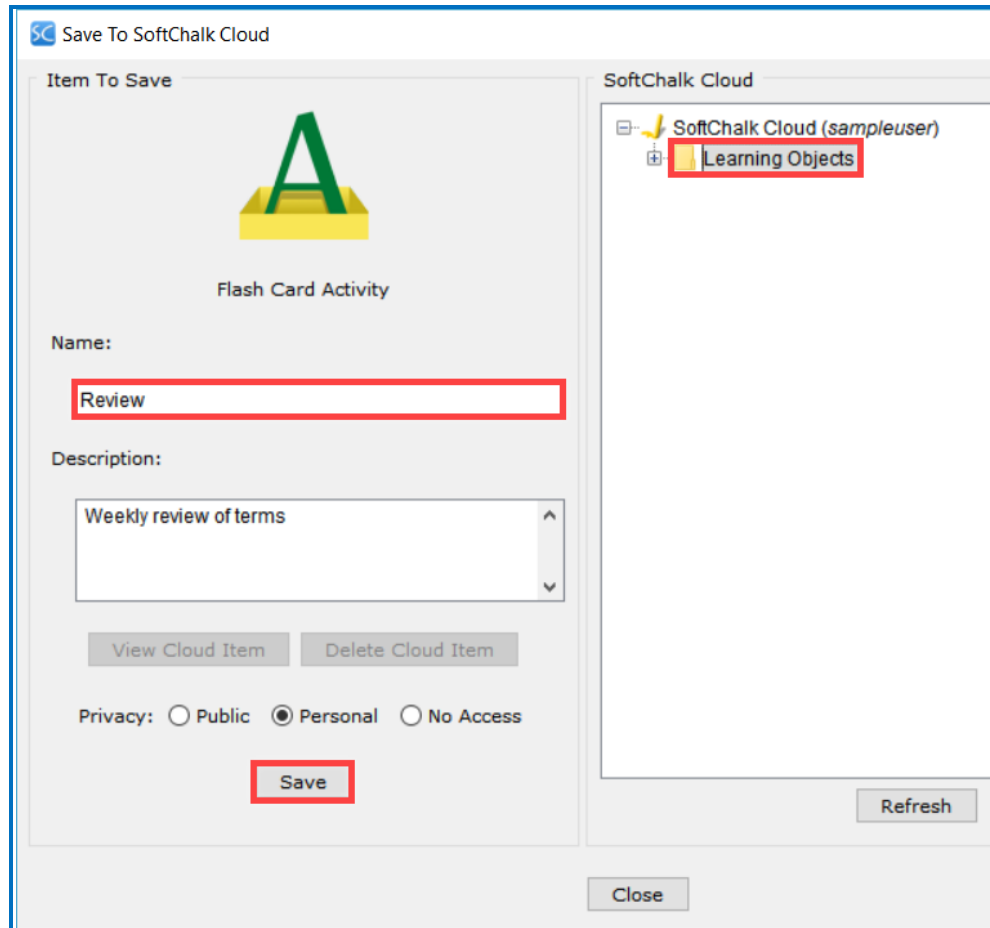 SC Save To SoftChalk Cloud
Item To Save
A
Flash Card Activity
Name:
Review
Description:
Weekly review of terms
View Cloud Item Delete Cloud Item
Privacy: Public Personal No Access
Save
SoftChalk Cloud
SoftChalk Cloud (sampleuser)
Learning Objects
Refresh
Close